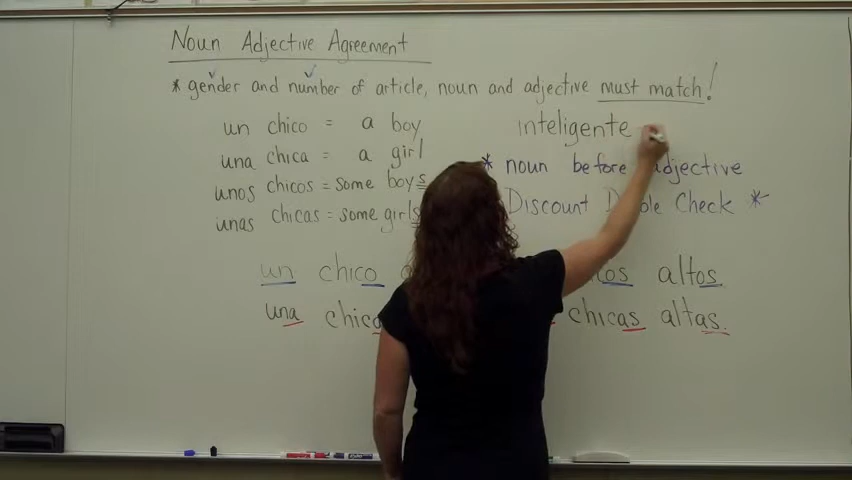 Noun Adjective Agreement
* gender and number of article, noun and adjective must match!
un chico = a boy
una chica = a girl
unos chicos = some boys
unas chicas = some girls
inteligente
* noun before adjective
Discount Check *
un chico altos
una chicas altas